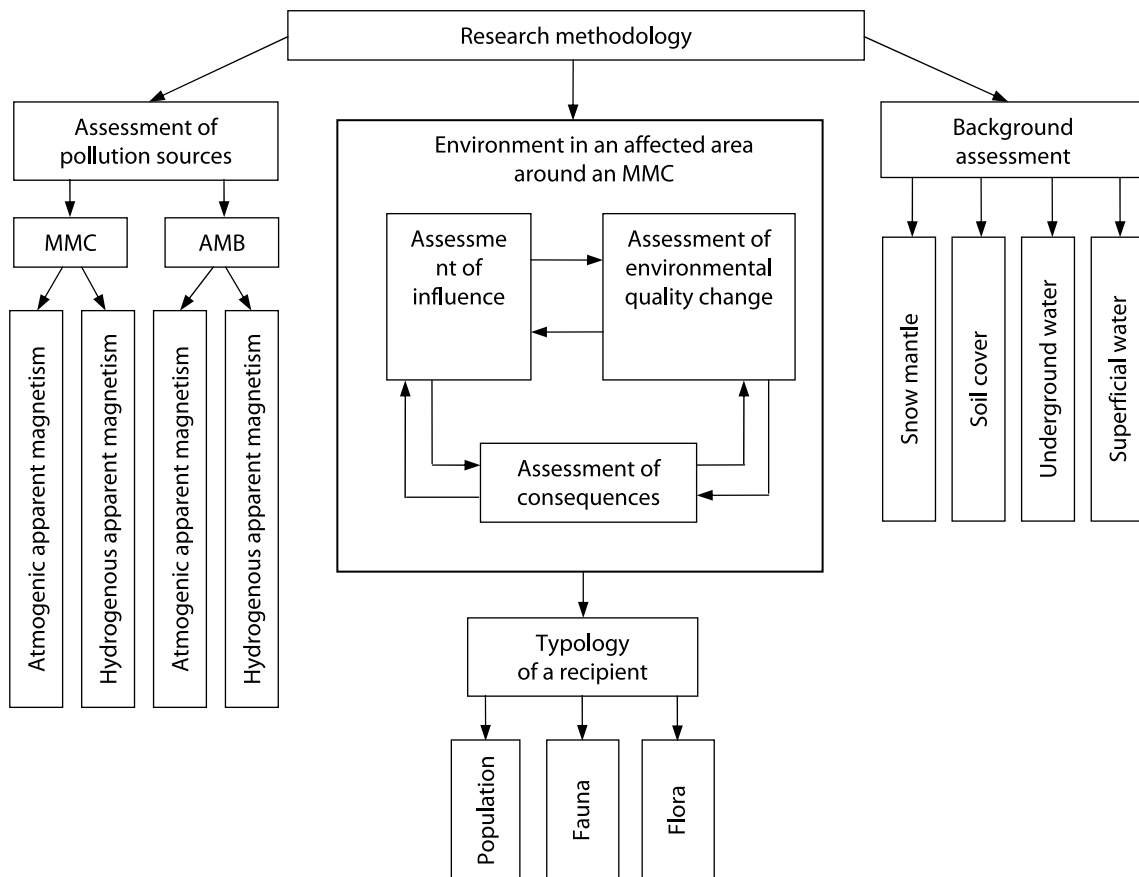 Research methodology
Assessment of
pollution sources
MMC
AMB
Atmogenic apparent magnetism
Hydrogenous apparent magnetism
Atmogenic apparent magnetism
Hydrogenous apparent magnetism
Environment in an affected area
around an MMC
Assessme
nt of
influence
Assessment of
environmental
quality change
Assessment of
consequences
Typology
of a recipient
Population
Fauna
Flora
Background
assessment
Snow mantle
Soil cover
Underground water
Superficial water